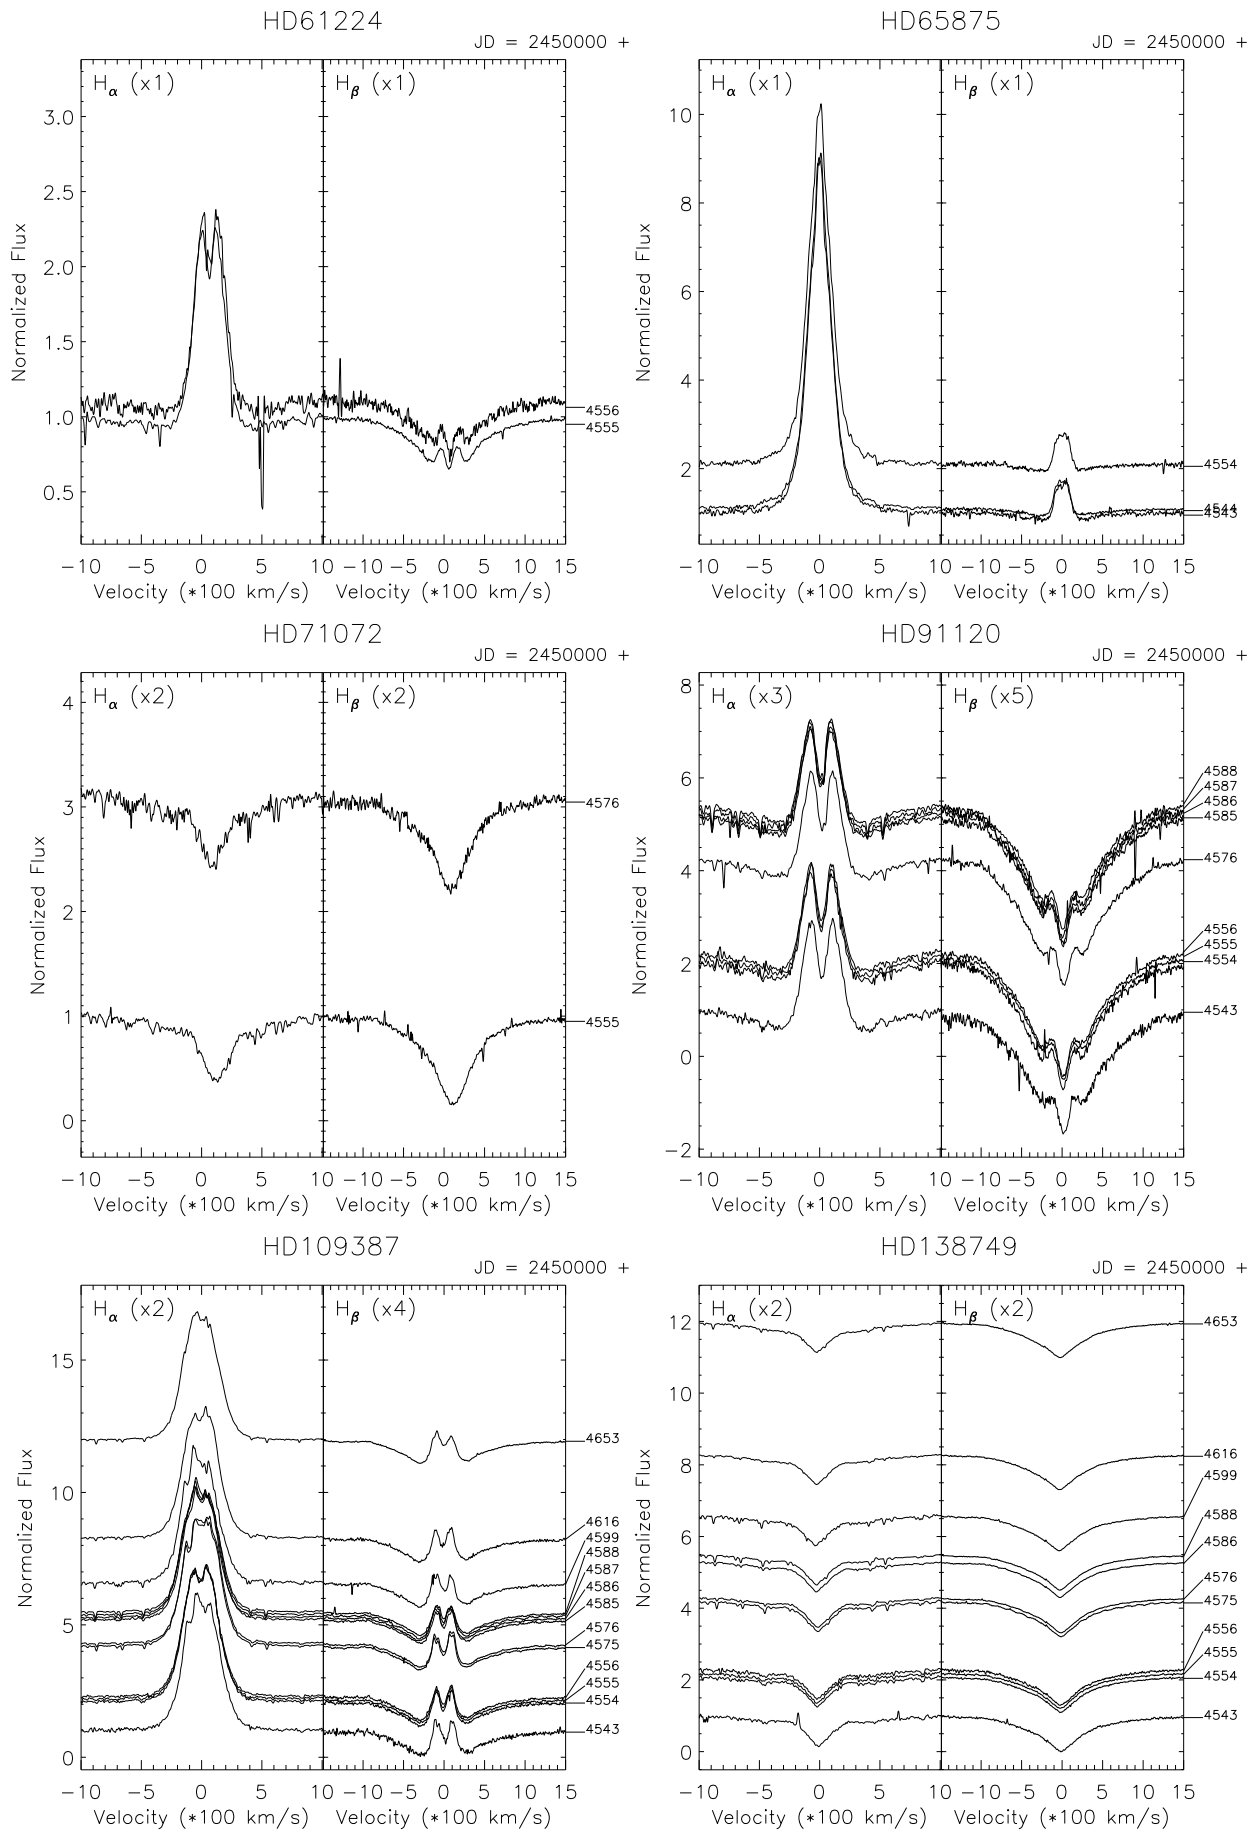 HD61224
JD = 2450000 +
Hα (x1)
Hβ (x1)
3.0
2.5
2.0
1.5
1.0
0.5
Normalized Flux
4556
4555
−10 −5 0 5 10 −10 −5 0 5 10 15
Velocity (*100 km/s) Velocity (*100 km/s)
HD65875
JD = 2450000 +
Hα (x1)
Hβ (x1)
10
8
6
4
2
Normalized Flux
4554
4544
4543
−10 −5 0 5 10 −10 −5 0 5 10 15
Velocity (*100 km/s) Velocity (*100 km/s)
HD71072
JD = 2450000 +
Hα (x2)
Hβ (x2)
4
3
2
1
0
Normalized Flux
4576
4555
−10 −5 0 5 10 −10 −5 0 5 10 15
Velocity (*100 km/s) Velocity (*100 km/s)
HD91120
JD = 2450000 +
Hα (x3)
Hβ (x5)
8
6
4
2
0
−2
Normalized Flux
4588
4587
4586
4585
4576
4556
4555
4554
4543
−10 −5 0 5 10 −10 −5 0 5 10 15
Velocity (*100 km/s) Velocity (*100 km/s)
HD109387
JD = 2450000 +
Hα (x2)
Hβ (x4)
15
10
5
0
Normalized Flux
4653
4616
4599
4588
4587
4586
4585
4576
4575
4556
4555
4554
4543
−10 −5 0 5 10 −10 −5 0 5 10 15
Velocity (*100 km/s) Velocity (*100 km/s)
HD138749
JD = 2450000 +
Hα (x2)
Hβ (x2)
12
10
8
6
4
2
0
Normalized Flux
4653
4616
4599
4588
4586
4576
4575
4556
4555
4554
4543
−10 −5 0 5 10 −10 −5 0 5 10 15
Velocity (*100 km/s) Velocity (*100 km/s)